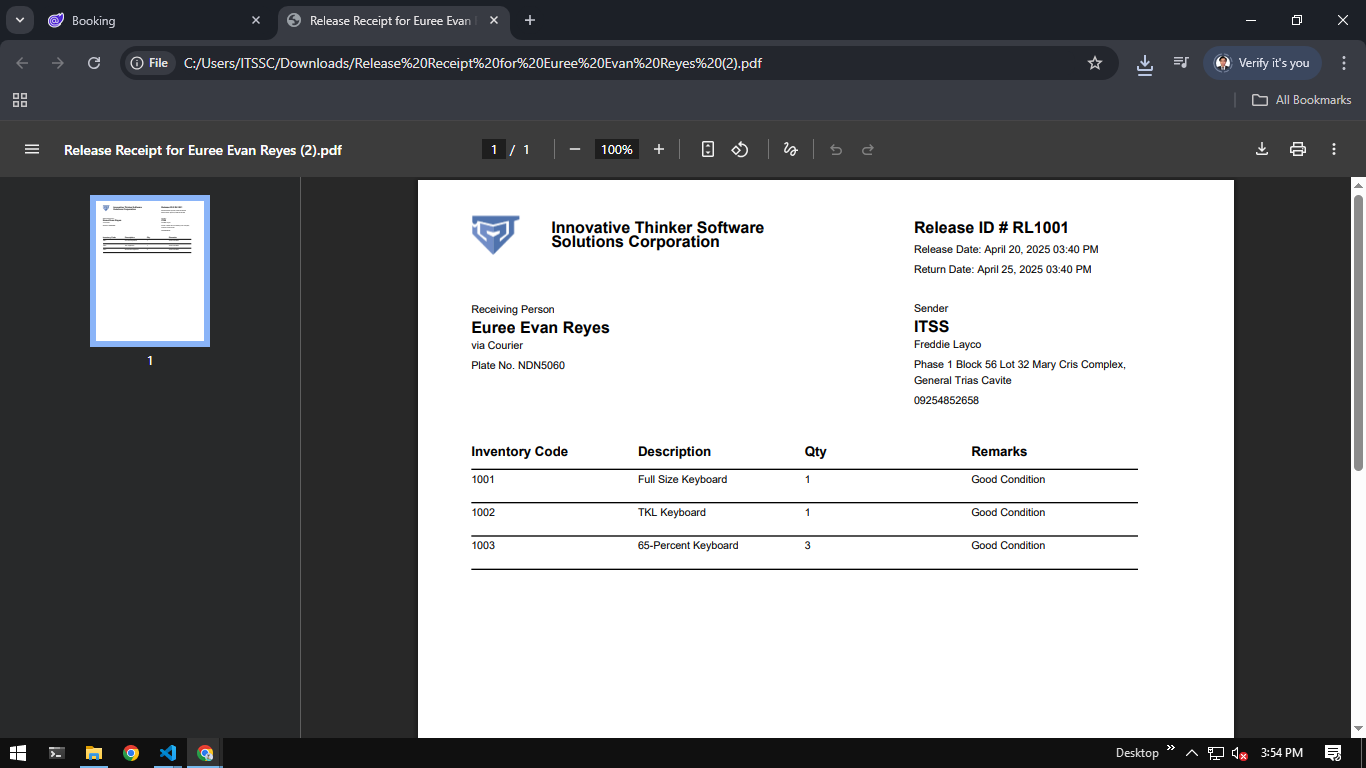 Booking
Release Receipt for Euree Evan
File
C:/Users/ITSSC/Downloads/Release%20Receipt%20for%20Euree%20Evan%20Reyes%20(2).pdf
Verify it's you
All Bookmarks
Release Receipt for Euree Evan Reyes (2).pdf
1 / 1
100%
1
Innovative Thinker Software
Solutions Corporation
Release ID # RL1001
Release Date: April 20, 2025 03:40 PM
Return Date: April 25, 2025 03:40 PM
Receiving Person
Euree Evan Reyes
via Courier
Plate No. NDN5060
Sender
ITSS
Freddie Layco
Phase 1 Block 56 Lot 32 Mary Cris Complex,
General Trias Cavite
09254852658
Inventory Code Description Qty Remarks
1001 Full Size Keyboard 1 Good Condition
1002 TKL Keyboard 1 Good Condition
1003 65-Percent Keyboard 3 Good Condition
Desktop
3:54 PM